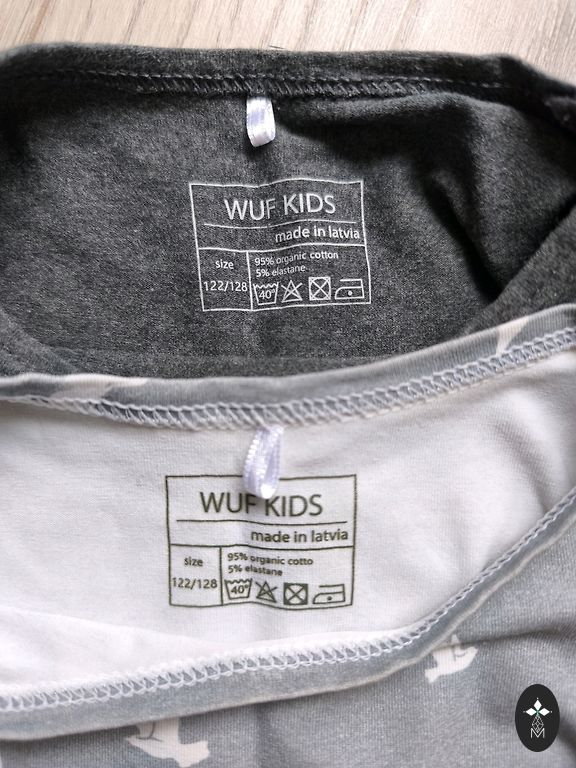 WUF KIDS
made in latvia
size
122/128
95% organic cotton
5% elastane
40°
WUF KIDS
made in latvia
size
122/128
95% organic cotto
5% elastane
40°
M